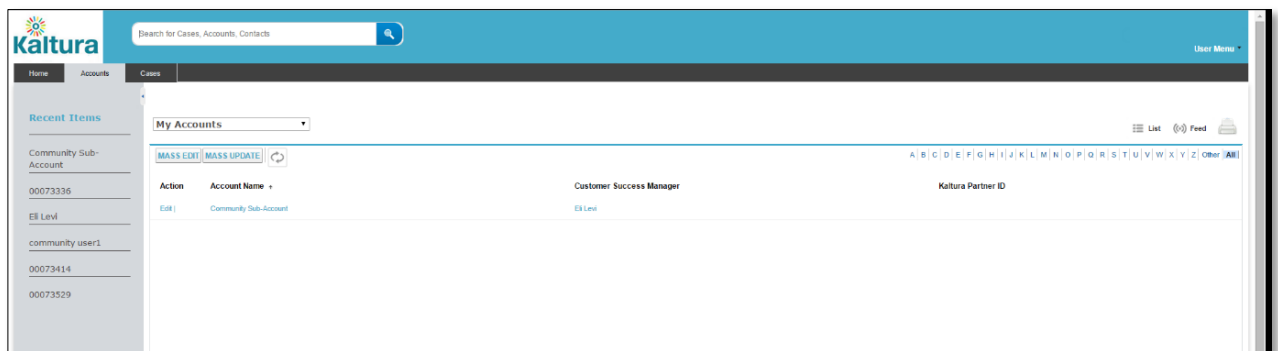 Kaltura
Search for Cases, Accounts, Contacts
User Menu
Home Accounts Cases
Recent Items
Community Sub-
Account
00073336
Eli Levi
community user1
00073414
00073529
My Accounts
List Feed
MASS EDIT MASS UPDATE
A B C D E F G H I J K L M N O P Q R S T U V W X Y Z Other All
Action Account Name Customer Success Manager Kaltura Partner ID
Edit | Community Sub-Account Eli Levi